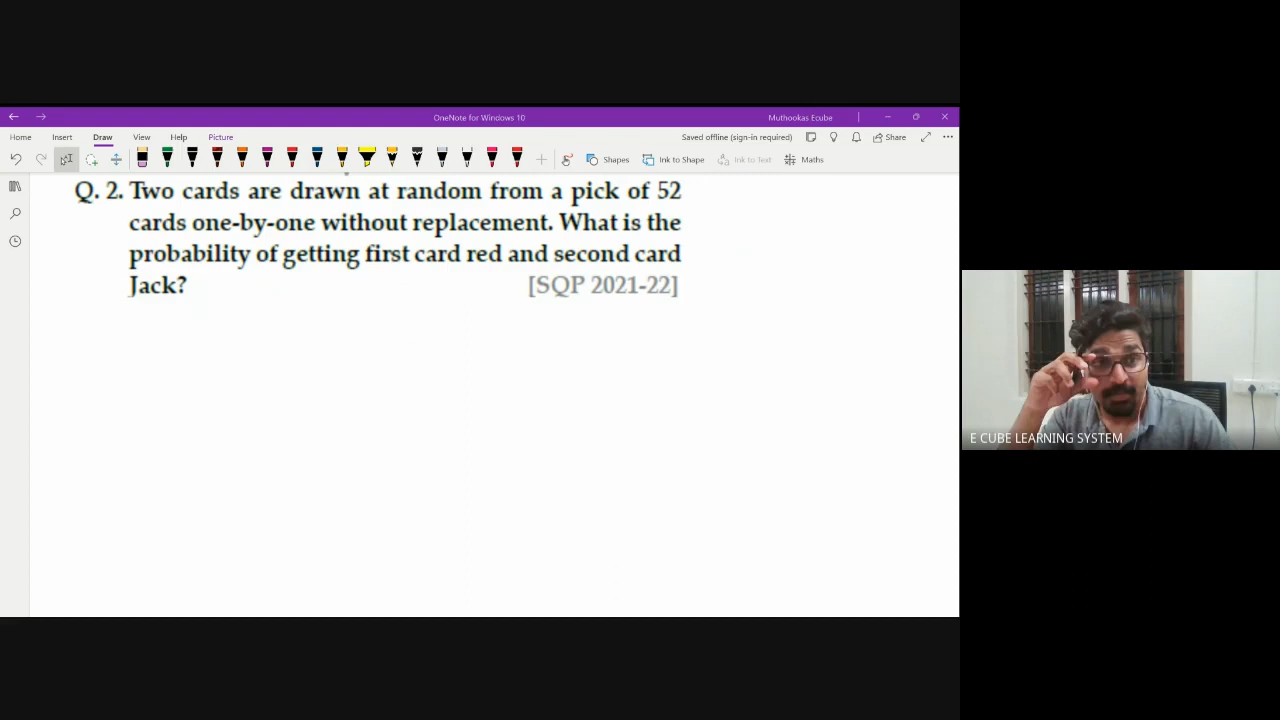 OneNote for Windows 10
Muthookas Ecube
Home Insert Draw View Help Picture
Saved offline (sign-in required) Share
Shapes Ink to Shape Ink to Text Maths
Q. 2. Two cards are drawn at random from a pick of 52
cards one-by-one without replacement. What is the
probability of getting first card red and second card
Jack? [SQP 2021-22]
E CUBE LEARNING SYSTEM